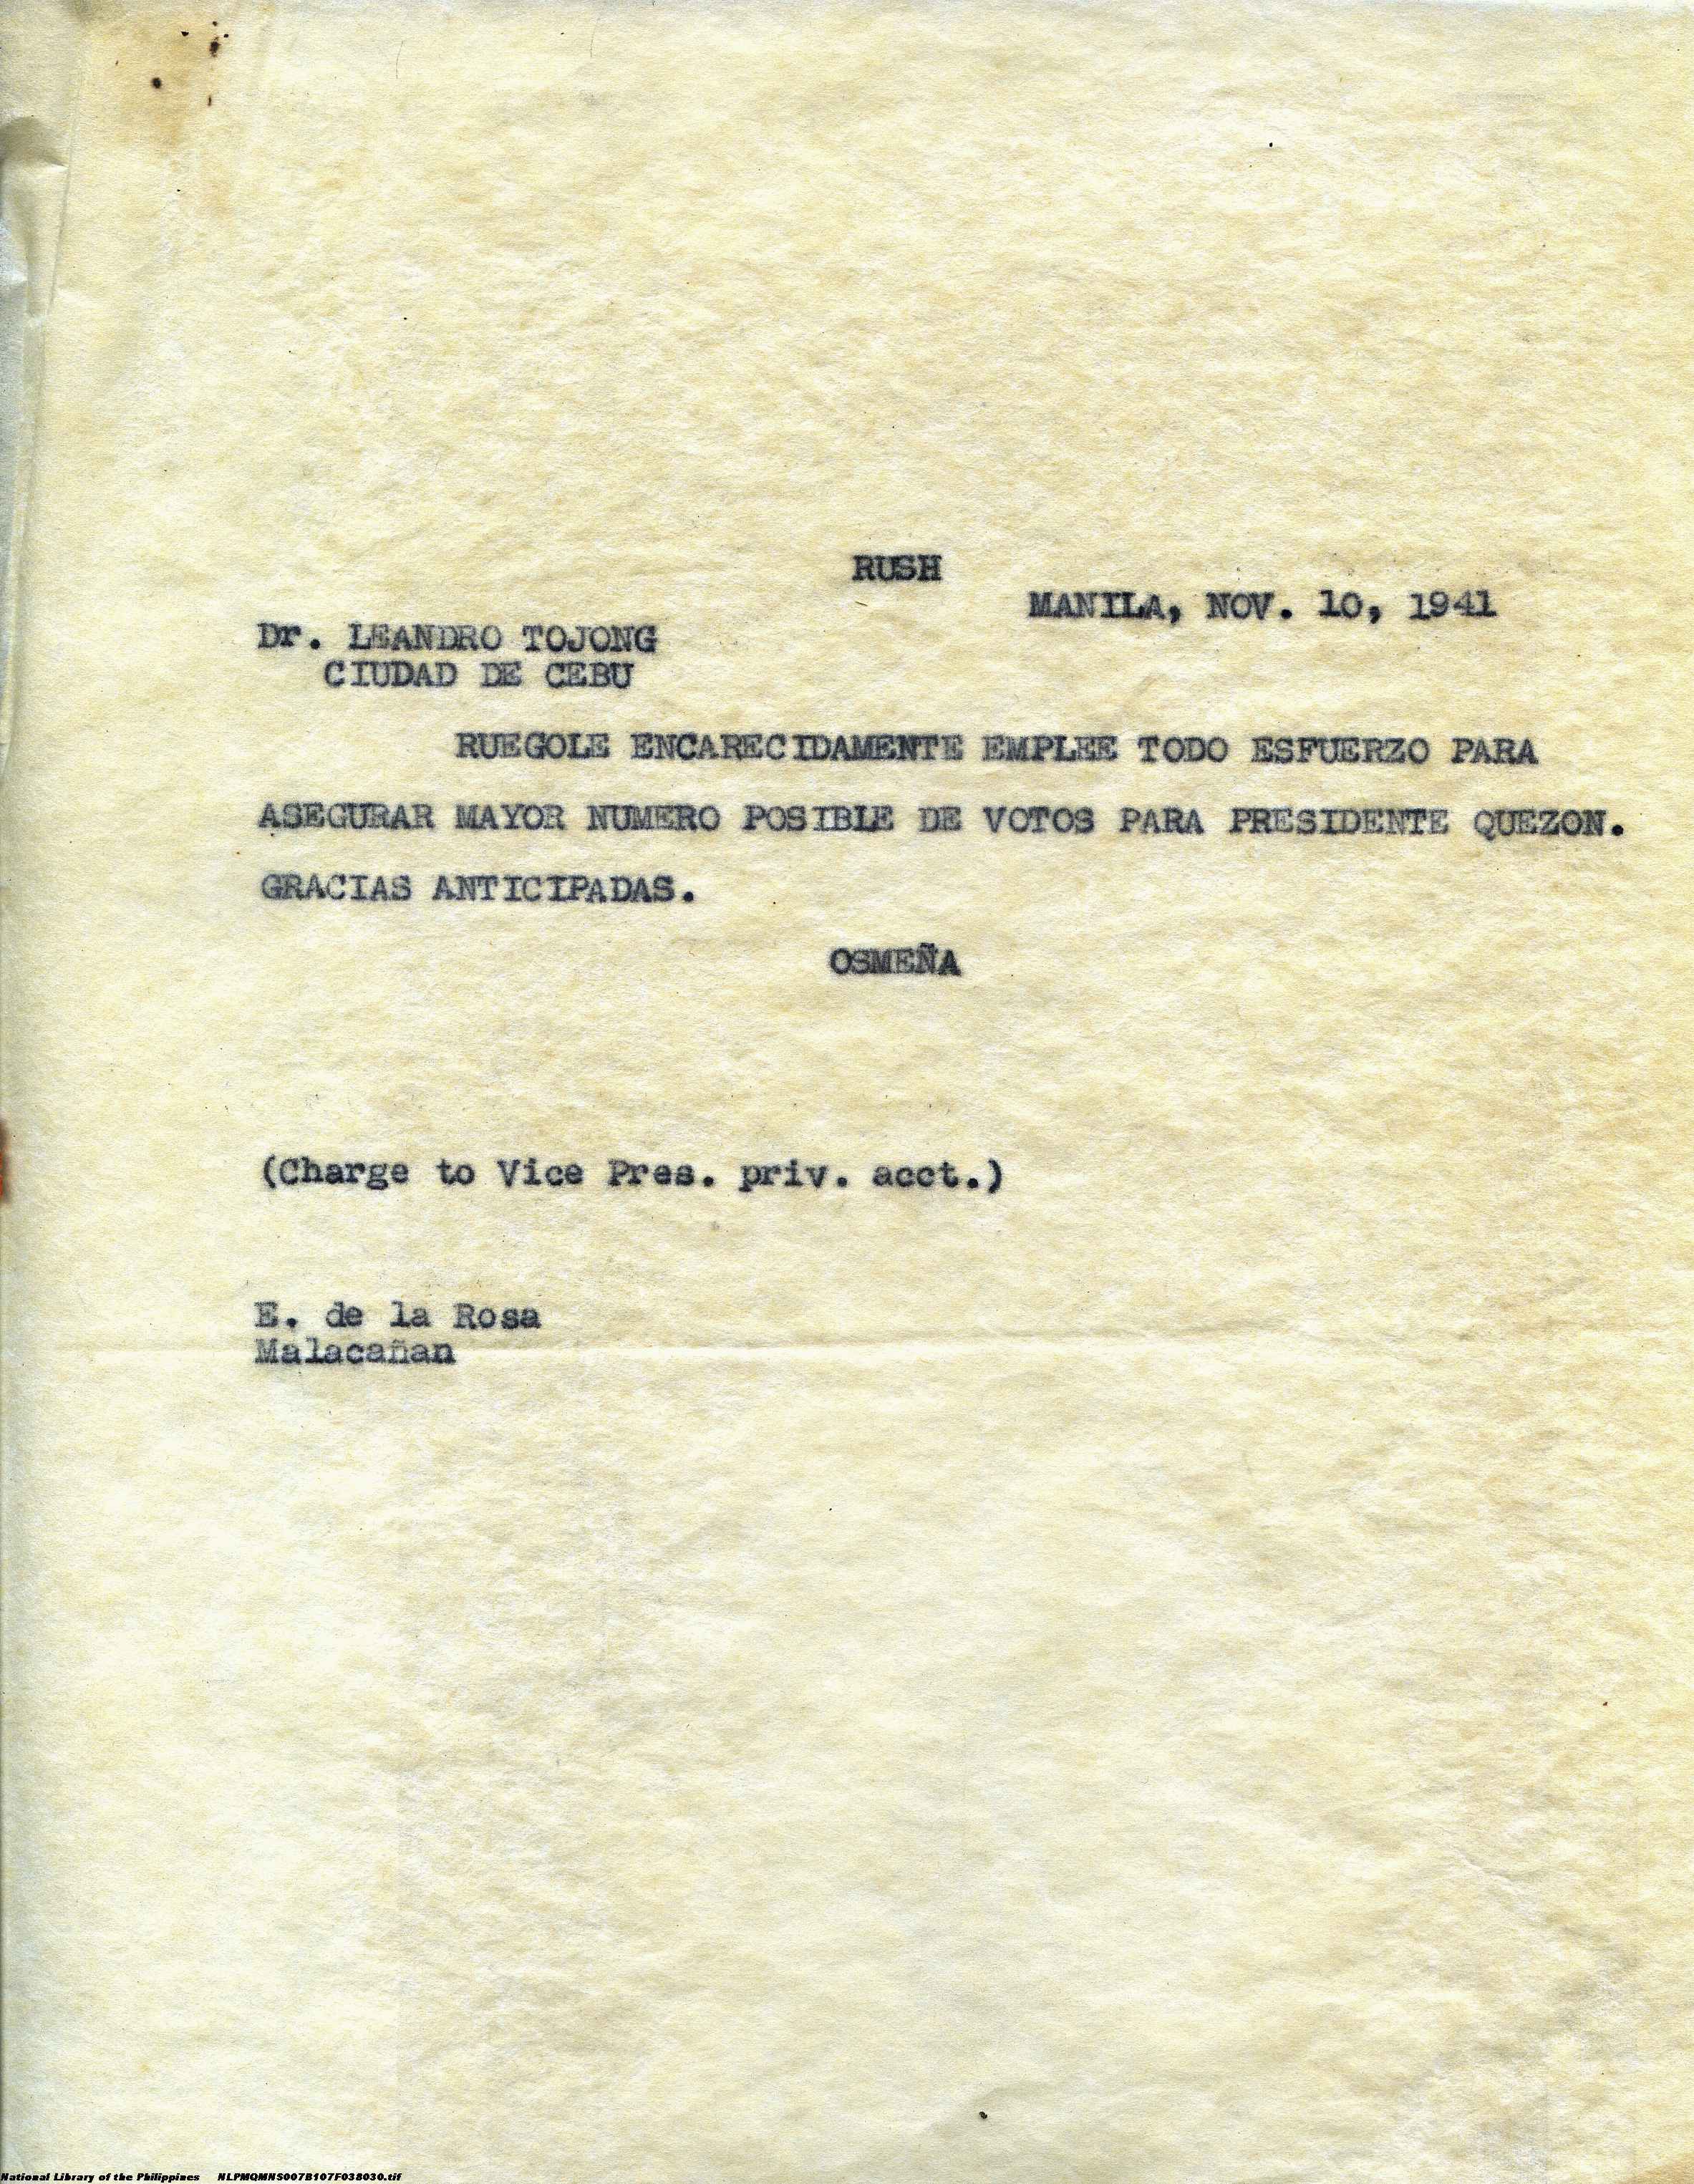 RUSH
MANILA, NOV. 10, 1941
Dr. LEANDRO TOJONG
CIUDAD DE CEBU
RUEGOLE ENCARECIDAMENTE EMPLEE TODO ESFUERZO PARA
ASEGURAR MAYOR NUMERO POSIBLE DE VOTOS PARA PRESIDENTE QUEZON.
GRACIAS ANTICIPADAS.
OSMEÑA
(Charge to Vice Pres. priv. acct.)
E. de la Rosa
Malacañan
National Library of the Philippines NLPMQMNS007B107F038030.tif